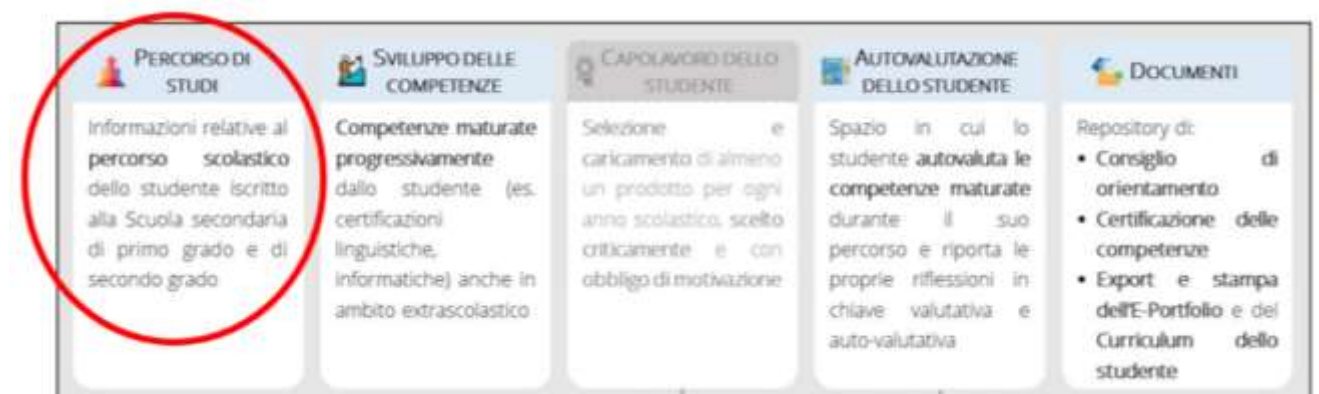 PERCORSO DI
STUDI
Informazioni relative al
percorso scolastico
dello studente iscritto
alla Scuola secondaria
di primo grado e di
secondo grado
SVILUPPO DELLE
COMPETENZE
Competenze maturate
progressivamente
dallo studente (es.
certificazioni
linguistiche,
informatiche) anche in
ambito extrascolastico
CAPOLAVORO DELLO
STUDENTE
Selezione e
caricamento di almeno
un prodotto per ogni
anno scolastico, scelto
criticamente e con
obbligo di motivazione
AUTOVALUTAZIONE
DELLO STUDENTE
Spazio in cui lo
studente autovaluta le
competenze maturate
durante il suo
percorso e riporta le
proprie riflessioni in
chiave valutativa e
auto-valutativa
DOCUMENTI
Repository di:
• Consiglio di
orientamento
• Certificazione delle
competenze
• Export e stampa
dell'E-Portfolio e del
Curriculum dello
studente